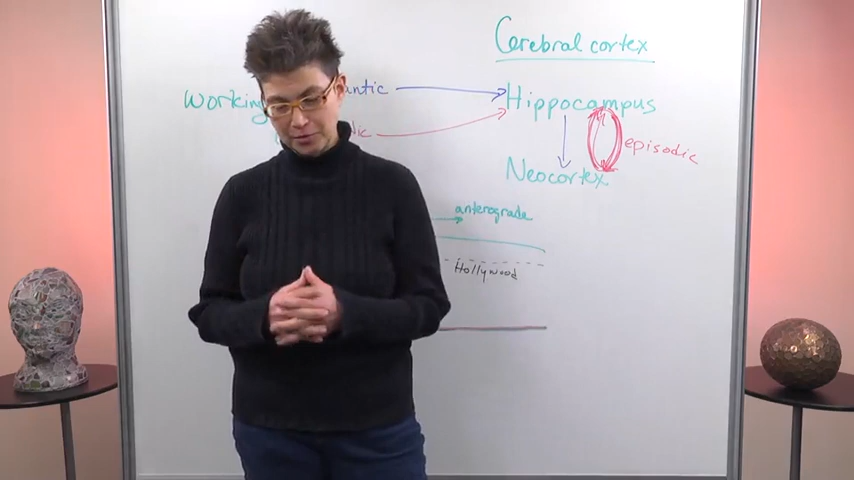 Cerebral cortex
working
Hippocampus
episodic
Neocortex
anterograde
Hollywood